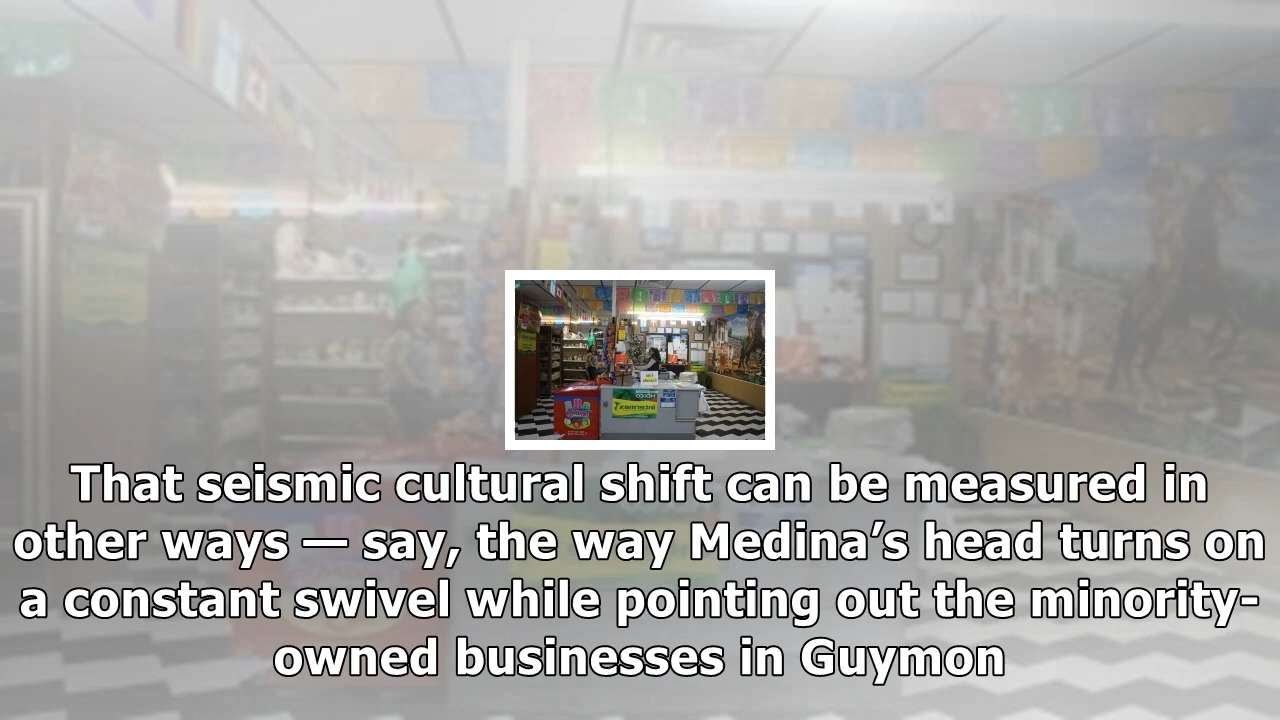 That seismic cultural shift can be measured in
other ways — say, the way Medina’s head turns on
a constant swivel while pointing out the minority-
owned businesses in Guymon